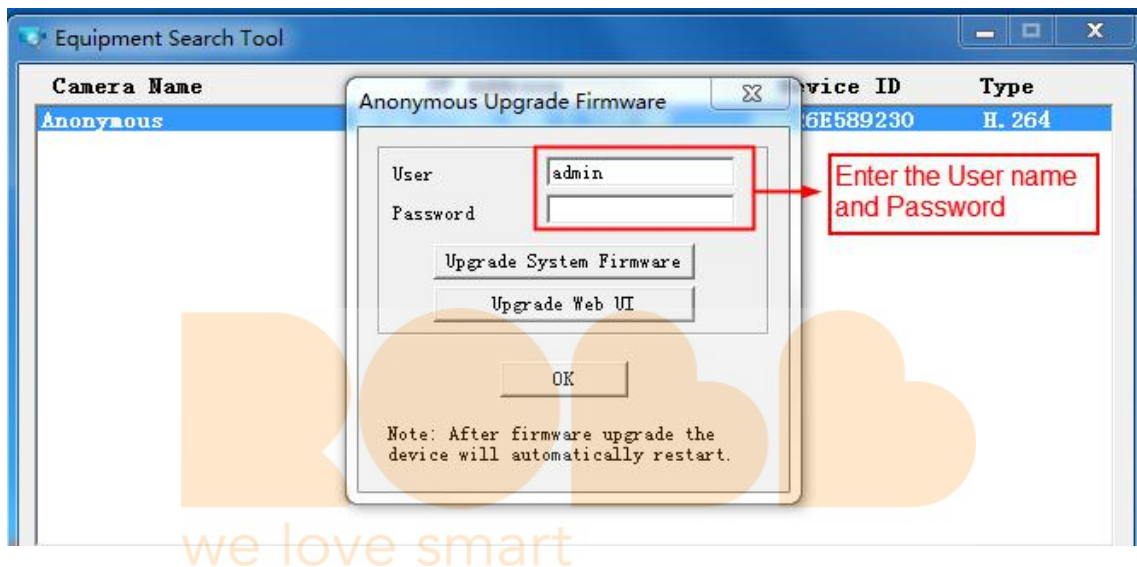 Equipment Search Tool
Camera Name
Device ID
Type
Anonymous
6E589230
H.264
Anonymous Upgrade Firmware
User
admin
Password
Enter the User name
and Password
Upgrade System Firmware
Upgrade Web UI
OK
Note: After firmware upgrade the
device will automatically restart.
ROBB
we love smart